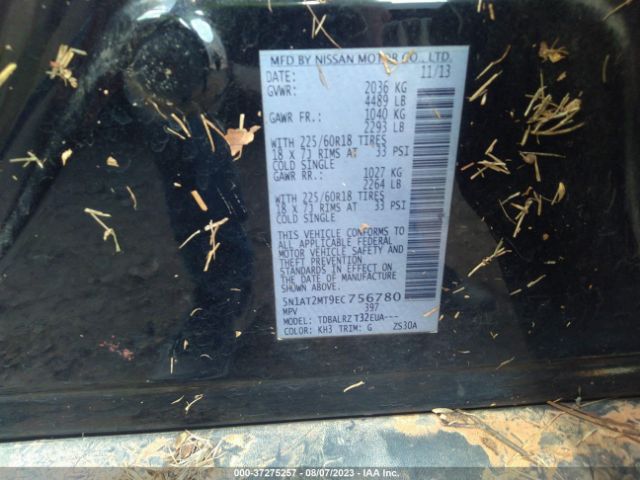 MFD BY NISSAN MOTOR CO., LTD.
DATE: 11/13
GVWR: 2036 KG
4489 LB
GAWR FR.: 1040 KG
2293 LB
WITH 225/60R18 TIRES
18 X 7J RIMS AT 33 PSI
COLD SINGLE
GAWR RR.: 1027 KG
2264 LB
WITH 225/60R18 TIRES
18 X 7J RIMS AT 33 PSI
COLD SINGLE
THIS VEHICLE CONFORMS TO
ALL APPLICABLE FEDERAL
MOTOR VEHICLE SAFETY AND
THEFT PREVENTION
STANDARDS IN EFFECT ON
THE DATE OF MANUFACTURE
SHOWN ABOVE.
5N1AT2MT9EC756780
MPV 397
MODEL: TDBALRZ T32EUA---
COLOR: KH3 TRIM: G ZS30A
000-37275257 - 08/07/2023 - IAA Inc.